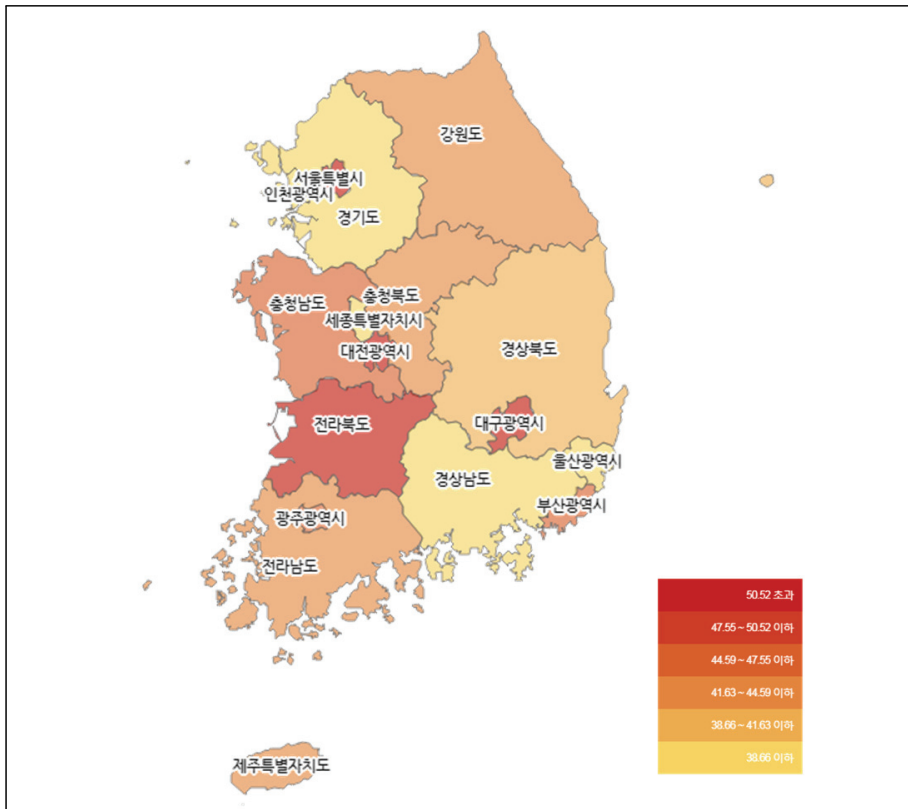 강원도
서울특별시
인천광역시
경기도
충청남도
충청북도
세종특별자치시
대전광역시
경상북도
전라북도
대구광역시
울산광역시
경상남도
부산광역시
광주광역시
전라남도
제주특별자치도
50.52 초과
47.55 ~ 50.52 이하
44.59 ~ 47.55 이하
41.63 ~ 44.59 이하
38.66 ~ 41.63 이하
38.66 이하